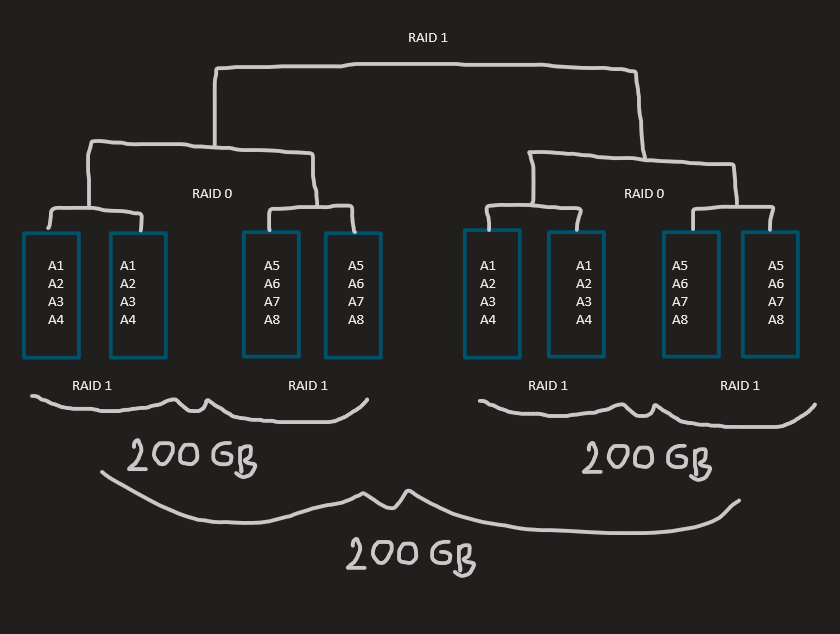 RAID 1
RAID 0
RAID 0
A1 A1 A5 A5 A1 A1 A5 A5
A2 A2 A6 A6 A2 A2 A6 A6
A3 A3 A7 A7 A3 A3 A7 A7
A4 A4 A8 A8 A4 A4 A8 A8
RAID 1 RAID 1 RAID 1 RAID 1
200 GB 200 GB
200 GB